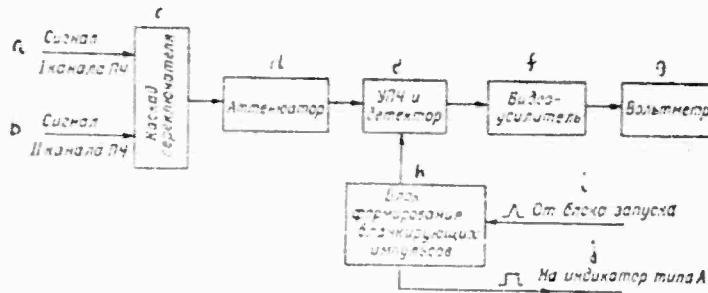 c
a Сигнал
I канала ПЧ
b Сигнал
II канала ПЧ
Каскад
переключателя
d
Аттенюатор
e
УПЧ и
детектор
f
Видео-
усилитель
g
Вольтметр
h
Блок
формирование
бланкирующих
импульсов
i
От блока запуска
j
На индикатор типа А